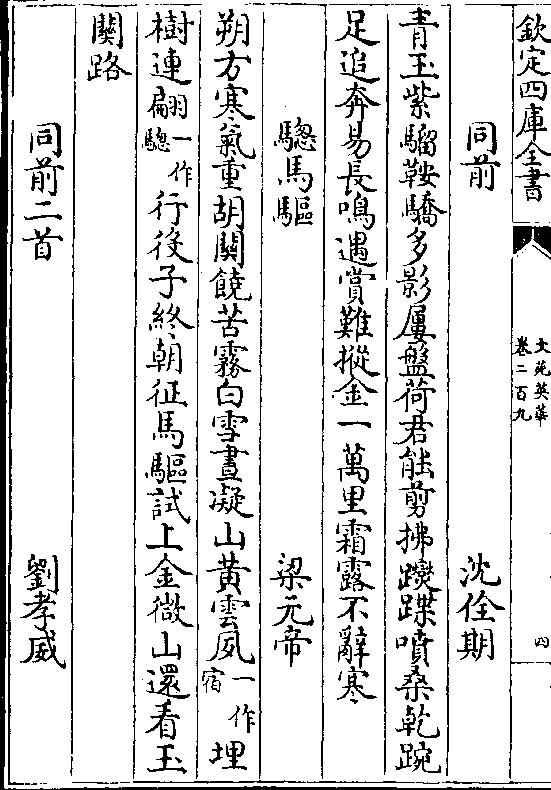 欽定四庫全書
文苑英華
卷二百九
四
同前 沈佺期
青玉紫騮鞍驕多影屢盤荷君能剪拂躞蹀噴桑乾踠
足追奔易長鳴遇賞難摐金一萬里霜露不辭寒
驄馬驅 梁元帝
朔方寒氣重胡關饒苦霧白雪晝凝山黃雲夙一作宿埋
樹連翩一作驄行役子終朝征馬驅試上金微山還看玉
關路
同前二首 劉孝威